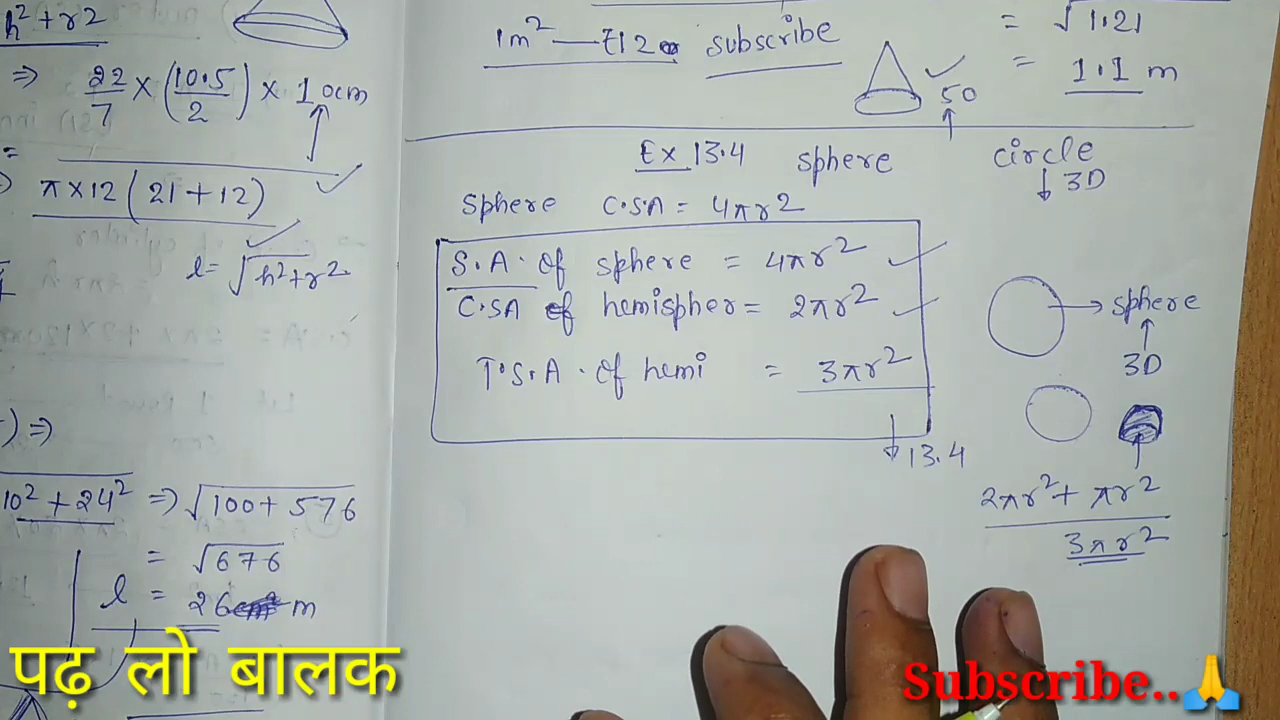 h²+r2
⇒ 22/7 × (10.5/2) × 10cm
=
π×12(21+12)
l = √h²+r²
⇒
10²+24² ⇒ √100+576
= √676
l = 26 m
1m² — ₹12 subscribe
= √1.21
= 1.1 m
50
Ex 13.4 sphere
circle
↓ 3D
sphere C.S.A = 4πr2
S.A. of sphere = 4πr²
C.SA of hemispher = 2πr²
T.S.A. of hemi = 3πr²
↓ 13.4
→ sphere
↑
3D
2πr²+πr²
3πr²
पढ़ लो बालक
Subscribe..🙏